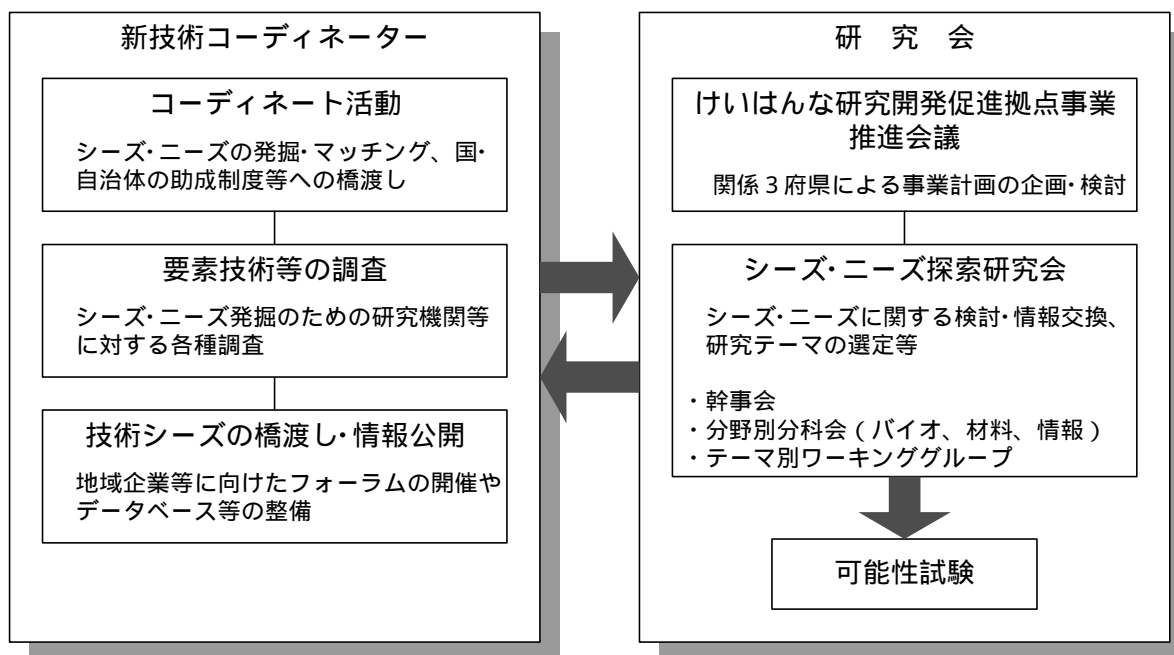 新技術コーディネーター
コーディネート活動
シーズ・ニーズの発掘・マッチング、国・
自治体の助成制度等への橋渡し
要素技術等の調査
シーズ・ニーズ発掘のための研究機関等
に対する各種調査
技術シーズの橋渡し・情報公開
地域企業等に向けたフォーラムの開催や
データベース等の整備
研　究　会
けいはんな研究開発促進拠点事業
推進会議
関係３府県による事業計画の企画・検討
シーズ・ニーズ探索研究会
シーズ・ニーズに関する検討・情報交換、
研究テーマの選定等
・幹事会
・分野別分科会（バイオ、材料、情報）
・テーマ別ワーキンググループ
可能性試験